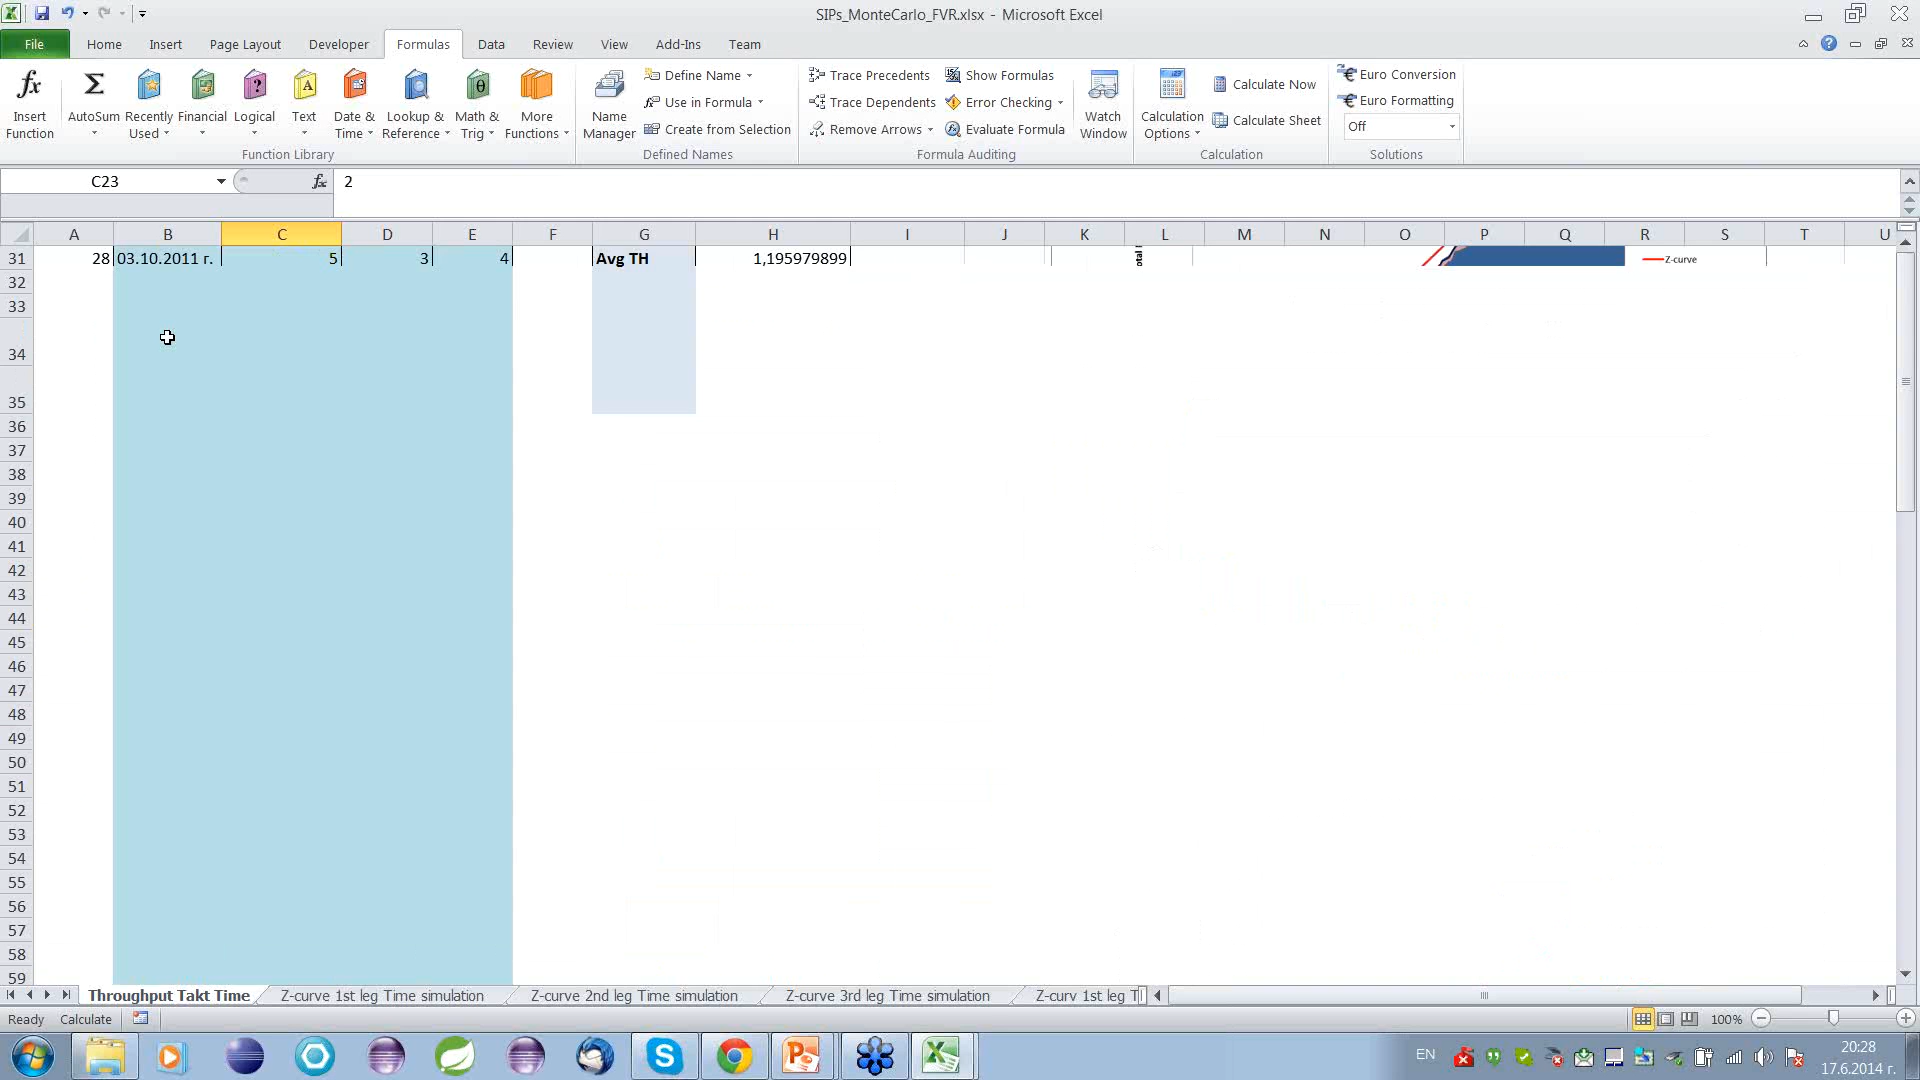 SIPs_MonteCarlo_FVR.xlsx - Microsoft Excel
File Home Insert Page Layout Developer Formulas Data Review View Add-Ins Team
Insert Function
AutoSum
Recently Used
Financial
Logical
Text
Date & Time
Lookup & Reference
Math & Trig
More Functions
Function Library
Name Manager
Define Name
Use in Formula
Create from Selection
Defined Names
Trace Precedents
Trace Dependents
Remove Arrows
Show Formulas
Error Checking
Evaluate Formula
Formula Auditing
Watch Window
Calculation Options
Calculate Now
Calculate Sheet
Calculation
Euro Conversion
Euro Formatting
Off
Solutions
C23 fx 2
A B C D E F G H I J K L M N O P Q R S T U
31 28 03.10.2011 г. 5 3 4 Avg TH 1,195979899 Z-curve
32
33
34
35
36
37
38
39
40
41
42
43
44
45
46
47
48
49
50
51
52
53
54
55
56
57
58
59
Throughput Takt Time Z-curve 1st leg Time simulation Z-curve 2nd leg Time simulation Z-curve 3rd leg Time simulation Z-curv 1st leg T
Ready Calculate 100%
EN 20:28
17.6.2014 г.